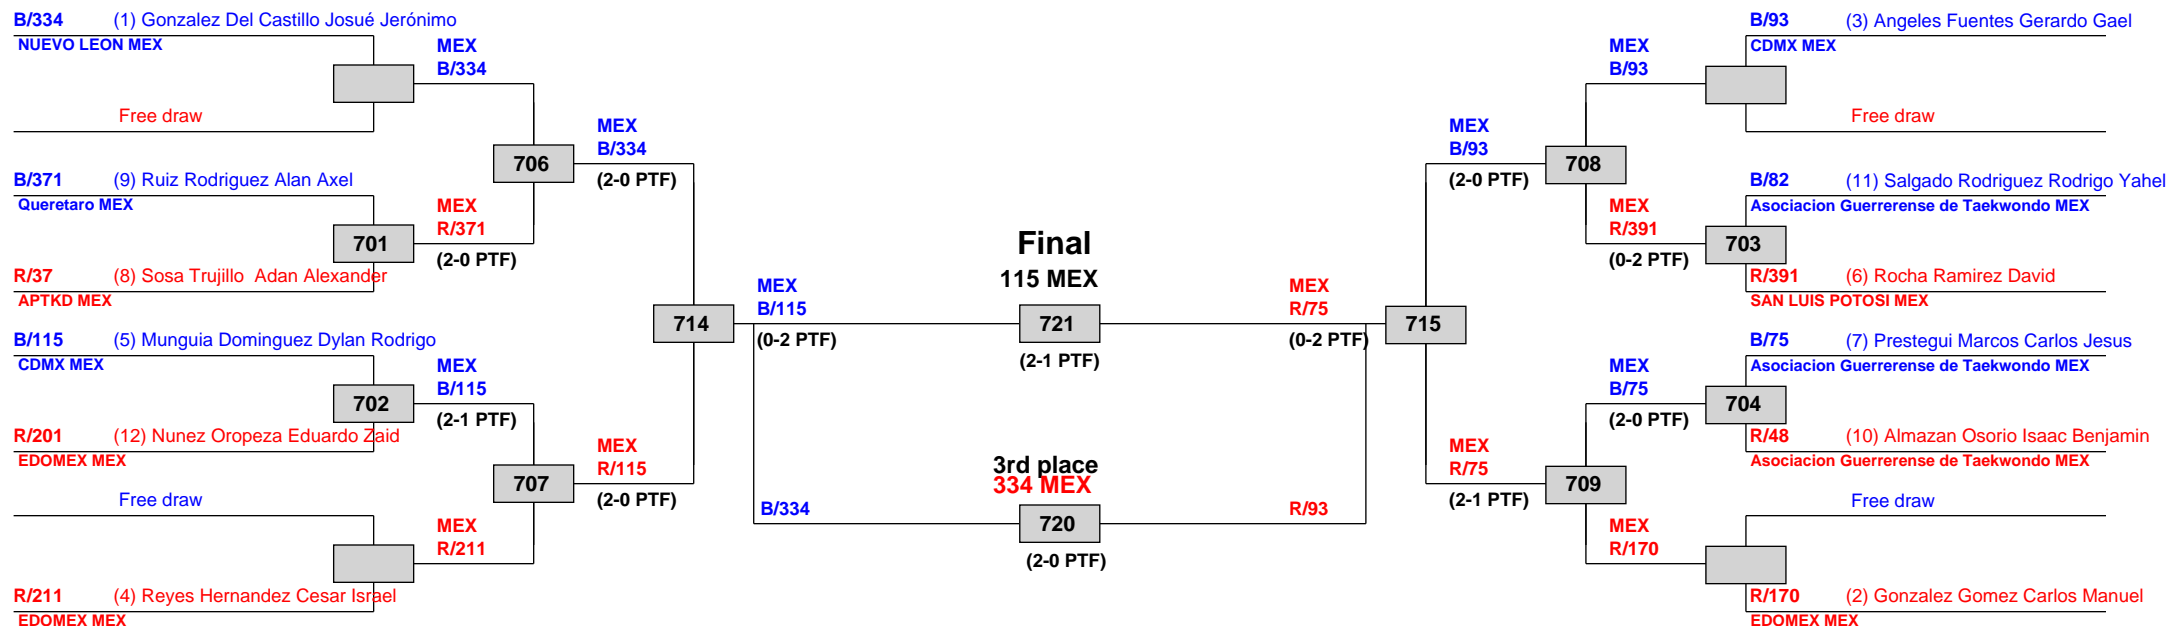 B/334 (1) Gonzalez Del Castillo Josué Jerónimo
NUEVO LEON MEX
Free draw
B/371 (9) Ruiz Rodriguez Alan Axel
Queretaro MEX
R/37 (8) Sosa Trujillo  Adan Alexander
APTKD MEX
B/115 (5) Munguia Dominguez Dylan Rodrigo
CDMX MEX
R/201 (12) Nunez Oropeza Eduardo Zaid
EDOMEX MEX
Free draw
R/211 (4) Reyes Hernandez Cesar Israel
EDOMEX MEX
MEX
B/334
701
MEX
R/371
(2-0 PTF)
702
MEX
B/115
(2-1 PTF)
MEX
R/211
706
MEX
B/334
(2-0 PTF)
707
MEX
R/115
(2-0 PTF)
714
MEX
B/115
(0-2 PTF)
B/334
Final
115 MEX
721
(2-1 PTF)
3rd place
334 MEX
720
(2-0 PTF)
MEX
R/75
(0-2 PTF)
R/93
715
MEX
B/93
(2-0 PTF)
708
MEX
R/75
(2-1 PTF)
709
MEX
B/93
MEX
R/391
(0-2 PTF)
703
MEX
B/75
(2-0 PTF)
704
MEX
R/170
B/93 (3) Angeles Fuentes Gerardo Gael
CDMX MEX
Free draw
B/82 (11) Salgado Rodriguez Rodrigo Yahel
Asociacion Guerrerense de Taekwondo MEX
R/391 (6) Rocha Ramirez David
SAN LUIS POTOSI MEX
B/75 (7) Prestegui Marcos Carlos Jesus
Asociacion Guerrerense de Taekwondo MEX
R/48 (10) Almazan Osorio Isaac Benjamin
Asociacion Guerrerense de Taekwondo MEX
Free draw
R/170 (2) Gonzalez Gomez Carlos Manuel
EDOMEX MEX